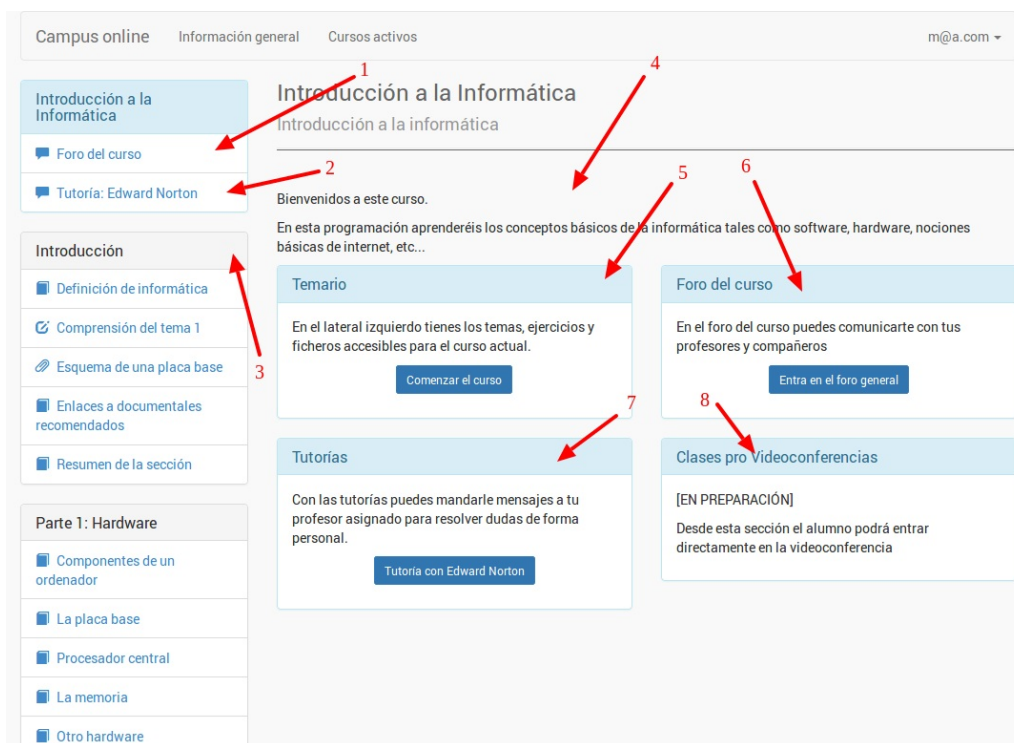 Campus online Información general Cursos activos m@a.com
1
4
Introducción a la
Informática
Foro del curso
2
Tutoría: Edward Norton
Introducción
Definición de informática
Comprensión del tema 1
Esquema de una placa base
3
Enlaces a documentales
recomendados
Resumen de la sección
Parte 1: Hardware
Componentes de un
ordenador
La placa base
Procesador central
La memoria
Otro hardware
Introducción a la Informática
Introducción a la informática
5
6
Bienvenidos a este curso.
En esta programación aprenderéis los conceptos básicos de la informática tales como software, hardware, nociones
básicas de internet, etc...
Temario
En el lateral izquierdo tienes los temas, ejercicios y
ficheros accesibles para el curso actual.
Comenzar el curso
Foro del curso
En el foro del curso puedes comunicarte con tus
profesores y compañeros
Entra en el foro general
7
8
Tutorías
Con las tutorías puedes mandarle mensajes a tu
profesor asignado para resolver dudas de forma
personal.
Tutoría con Edward Norton
Clases pro Videoconferencias
[EN PREPARACIÓN]
Desde esta sección el alumno podrá entrar
directamente en la videoconferencia